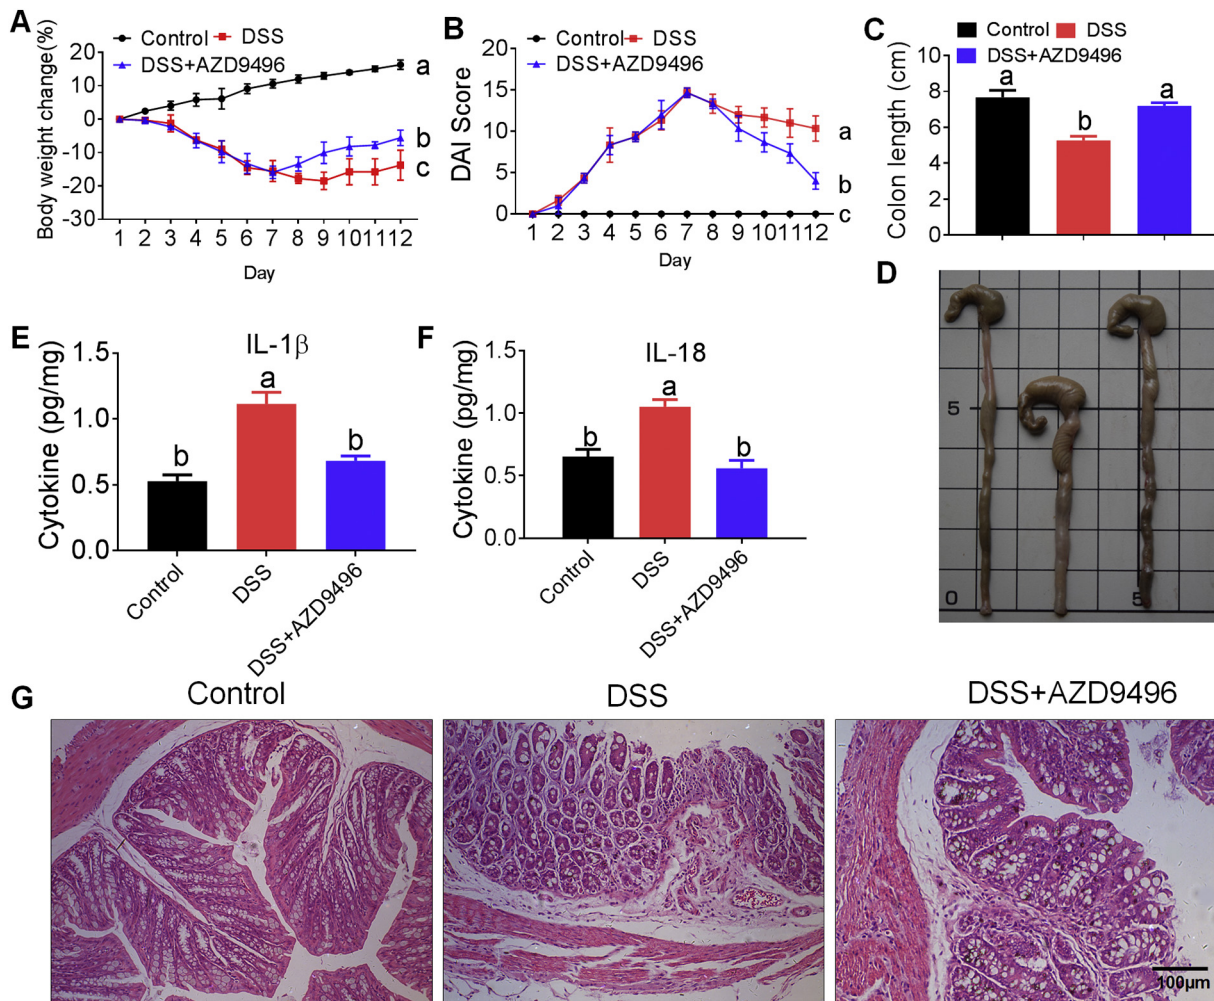 A
Control DSS
DSS+AZD9496
Body weight change(%)
20
10
0
-10
-20
-30
a
b
c
1 2 3 4 5 6 7 8 9 10 11 12
Day
B
Control DSS
DSS+AZD9496
DAI Score
20
15
10
5
0
a
b
c
1 2 3 4 5 6 7 8 9 10 11 12
Day
C
Control DSS
DSS+AZD9496
Colon length (cm)
10
8
6
4
2
0
a
b
a
D
5
0
5
E
IL-1β
Cytokine (pg/mg)
1.5
1.0
0.5
0.0
b
a
b
Control
DSS
DSS+AZD9496
F
IL-18
Cytokine (pg/mg)
1.5
1.0
0.5
0.0
b
a
b
Control
DSS
DSS+AZD9496
G
Control
DSS
DSS+AZD9496
100μm